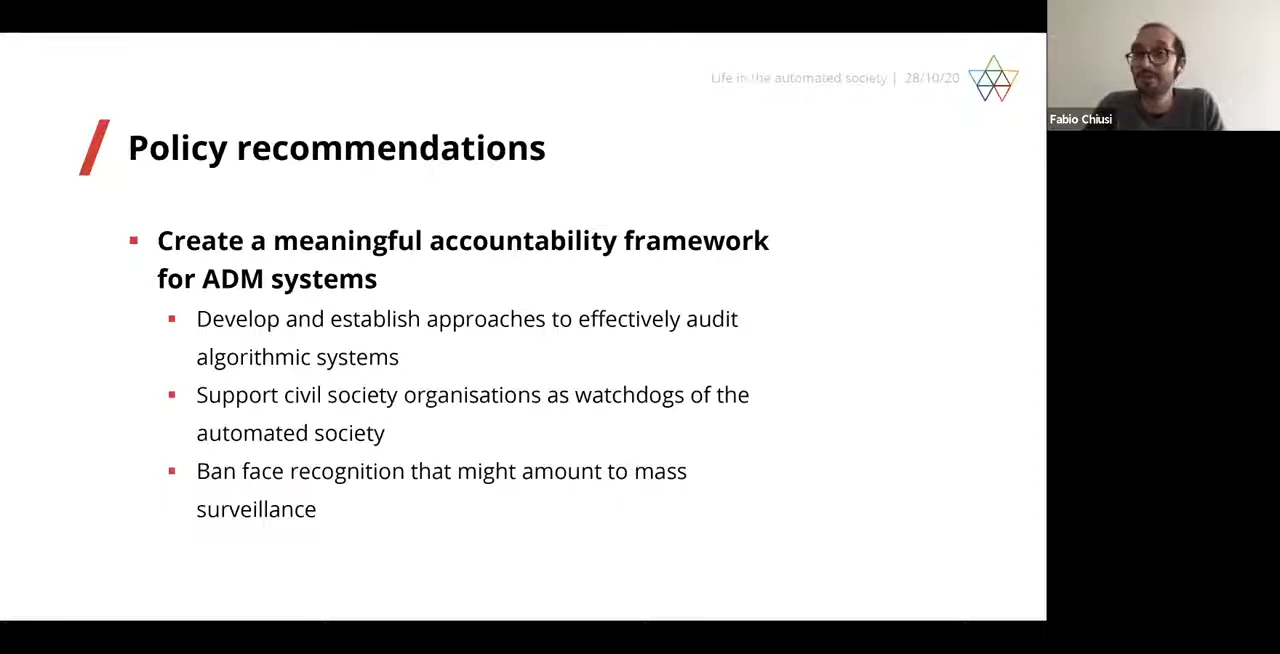 Life in the automated society | 28/10/20
Fabio Chiusi
Policy recommendations
Create a meaningful accountability framework
for ADM systems
Develop and establish approaches to effectively audit
algorithmic systems
Support civil society organisations as watchdogs of the
automated society
Ban face recognition that might amount to mass
surveillance